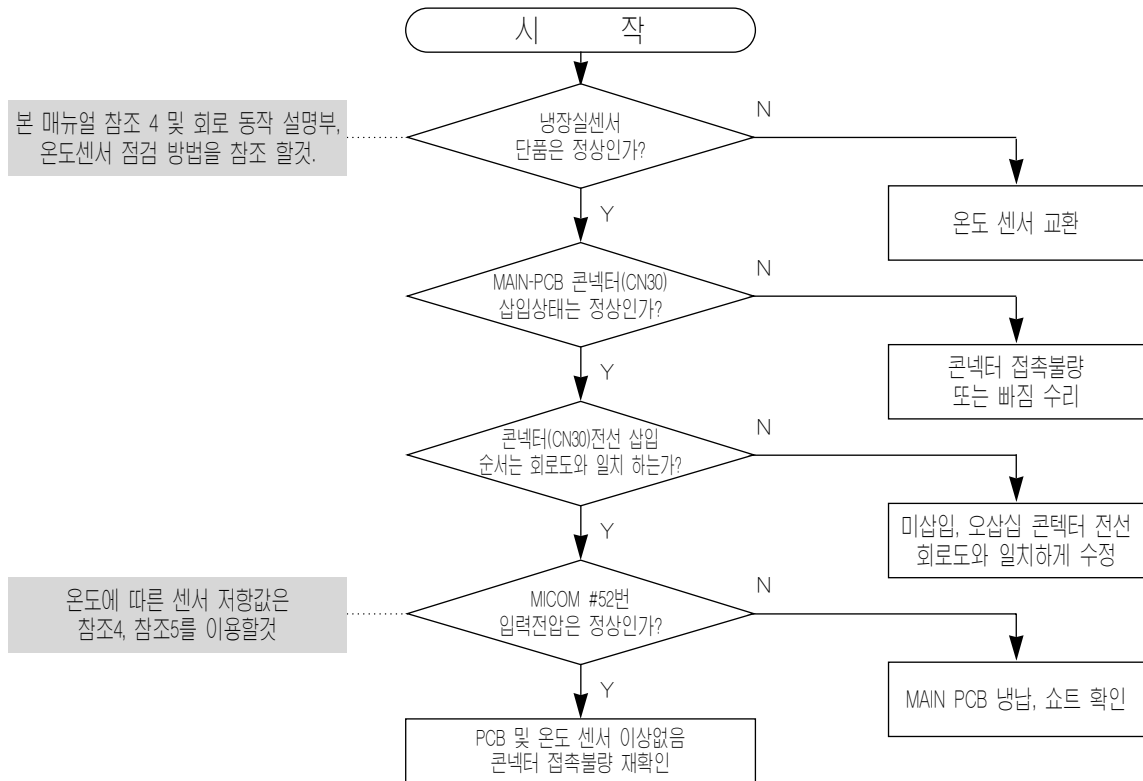 시 작
본 매뉴얼 참조 4 및 회로 동작 설명부,
온도센서 점검 방법을 참조 할것.
냉장실센서
단품은 정상인가?
N
온도 센서 교환
Y
MAIN-PCB 콘넥터(CN30)
삽입상태는 정상인가?
N
콘넥터 접촉불량
또는 빠짐 수리
Y
콘넥터(CN30)전선 삽입
순서는 회로도와 일치 하는가?
N
미삽입, 오삽십 콘텍터 전선
회로도와 일치하게 수정
Y
온도에 따른 센서 저항값은
참조4, 참조5를 이용할것
MICOM #52번
입력전압은 정상인가?
N
MAIN PCB 냉납, 쇼트 확인
Y
PCB 및 온도 센서 이상없음
콘넥터 접촉불량 재확인